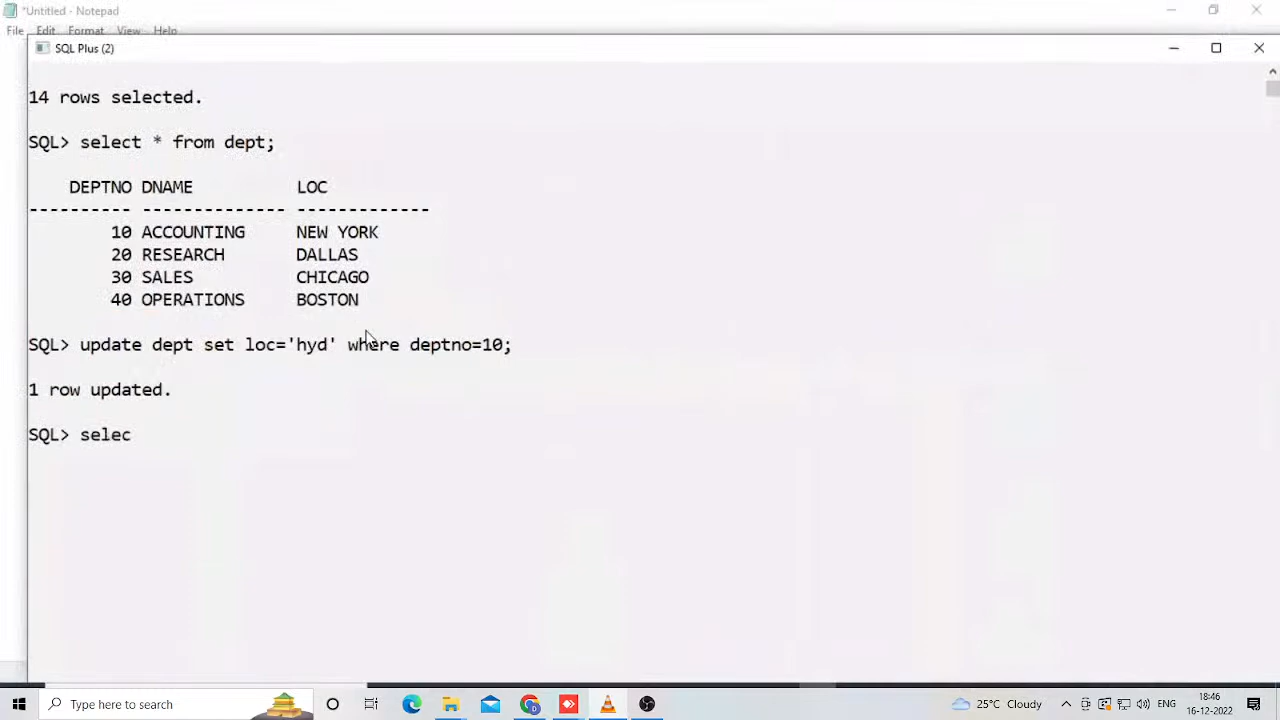 *Untitled - Notepad
File Edit Format View Help
SQL Plus (2)
14 rows selected.
SQL> select * from dept;
DEPTNO DNAME LOC
---------- -------------- -------------
10 ACCOUNTING NEW YORK
20 RESEARCH DALLAS
30 SALES CHICAGO
40 OPERATIONS BOSTON
SQL> update dept set loc='hyd' where deptno=10;
1 row updated.
SQL> selec
Type here to search
25°C Cloudy
ENG
18:46
16-12-2022